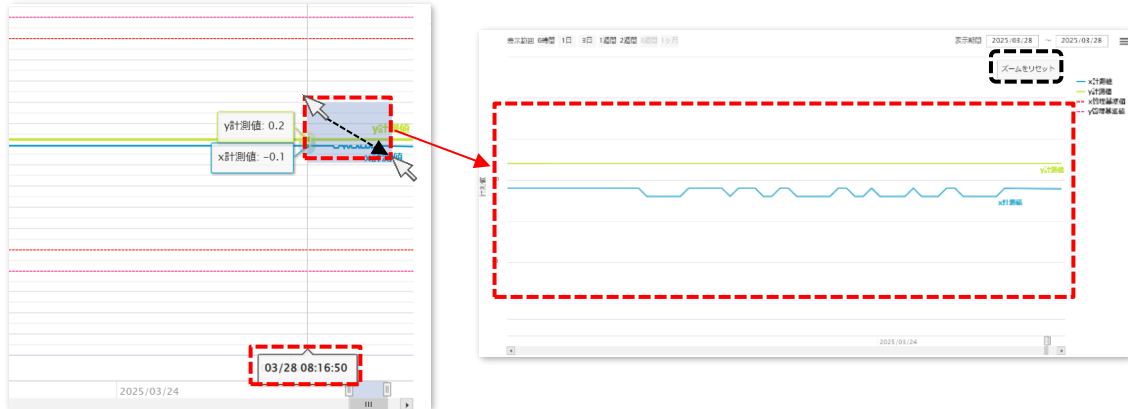 y計測値: 0.2
y計測値
x計測値: −0.1
x計測値
03/28 08:16:50
2025/03/24
表示範囲 6時間 1日 3日 1週間 2週間
表示期間 2025/03/28 ~ 2025/03/28
ズームをリセット
x計測値
y計測値
x管理基準値
y管理基準値
y計測値
計測値
x計測値
2025/03/24